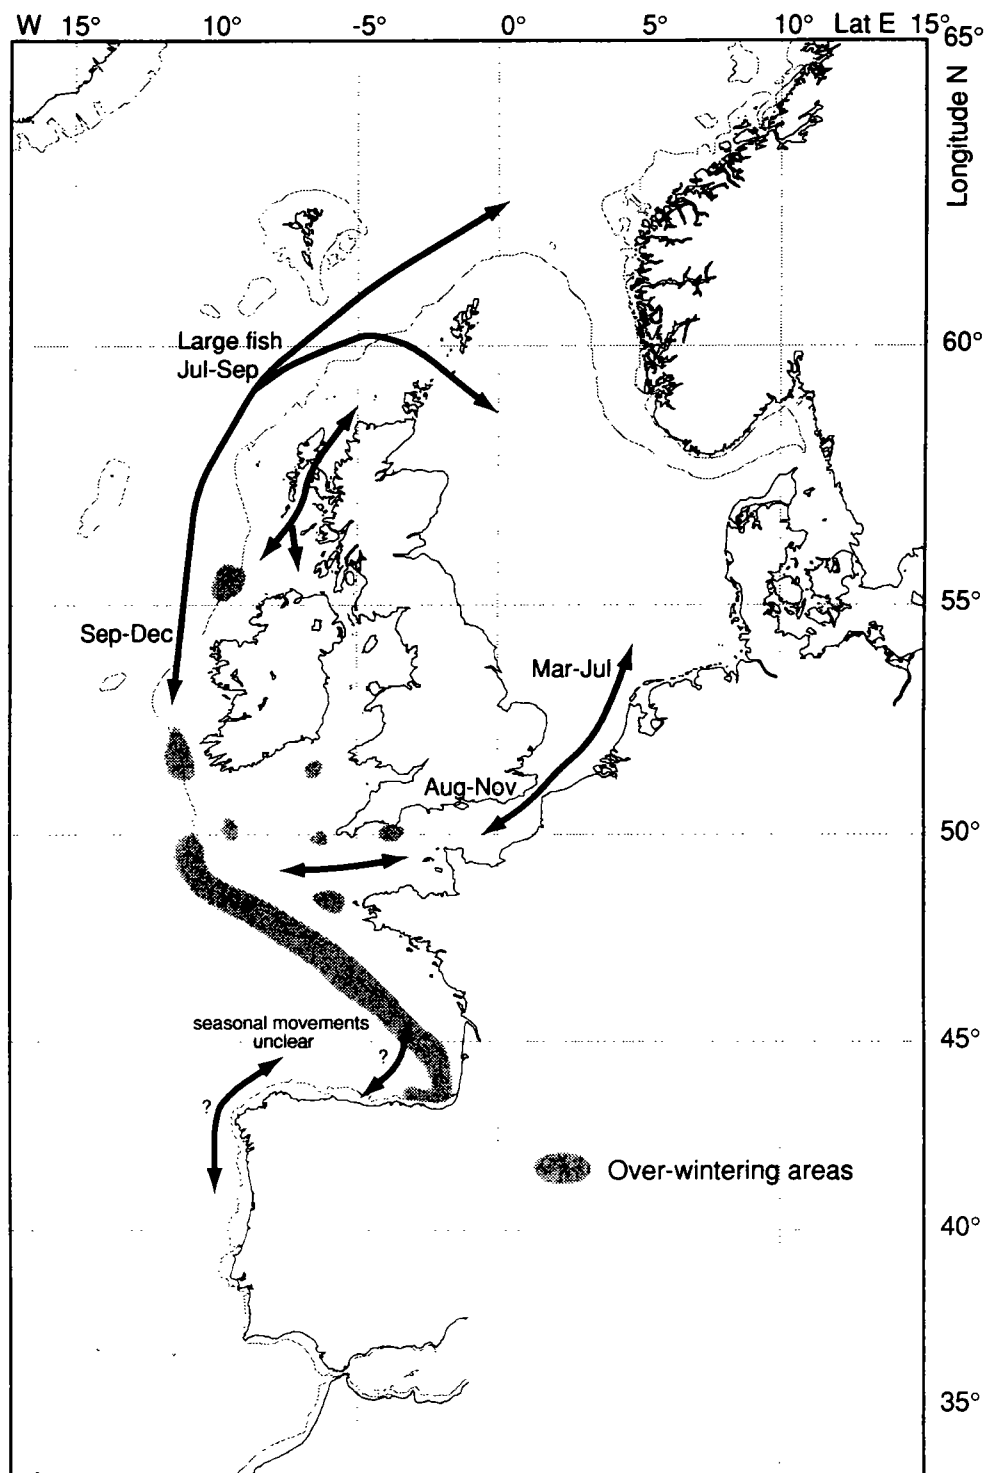 W 15° 10° -5° 0° 5° 10° Lat E 15°
65°
Longitude N
Large fish
Jul-Sep
60°
55°
Sep-Dec
Mar-Jul
Aug-Nov
50°
seasonal movements
unclear
45°
?
?
Over-wintering areas
40°
35°